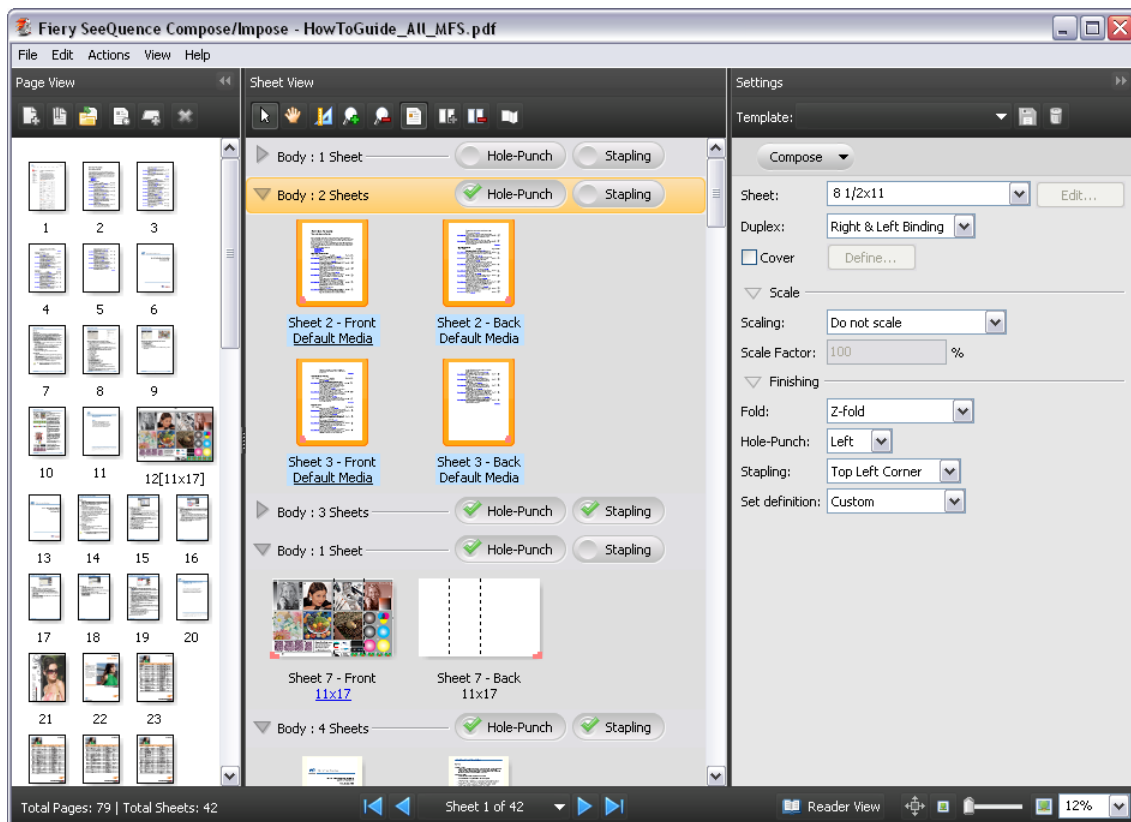 Fiery SeeQuence Compose/Impose - HowToGuide_All_MFS.pdf
File Edit Actions View Help
Page View
1 2 3
4 5 6
7 8 9
10 11 12[11x17]
13 14 15 16
17 18 19 20
21 22 23
Sheet View
Body : 1 Sheet Hole-Punch Stapling
Body : 2 Sheets Hole-Punch Stapling
Sheet 2 - Front Sheet 2 - Back
Default Media Default Media
Sheet 3 - Front Sheet 3 - Back
Default Media Default Media
Body : 3 Sheets Hole-Punch Stapling
Body : 1 Sheet Hole-Punch Stapling
Sheet 7 - Front Sheet 7 - Back
11x17 11x17
Body : 4 Sheets Hole-Punch Stapling
Settings
Template:
Compose
Sheet: 8 1/2x11 Edit...
Duplex: Right & Left Binding
Cover Define...
Scale
Scaling: Do not scale
Scale Factor: 100 %
Finishing
Fold: Z-fold
Hole-Punch: Left
Stapling: Top Left Corner
Set definition: Custom
Total Pages: 79 | Total Sheets: 42 Sheet 1 of 42 Reader View 12%